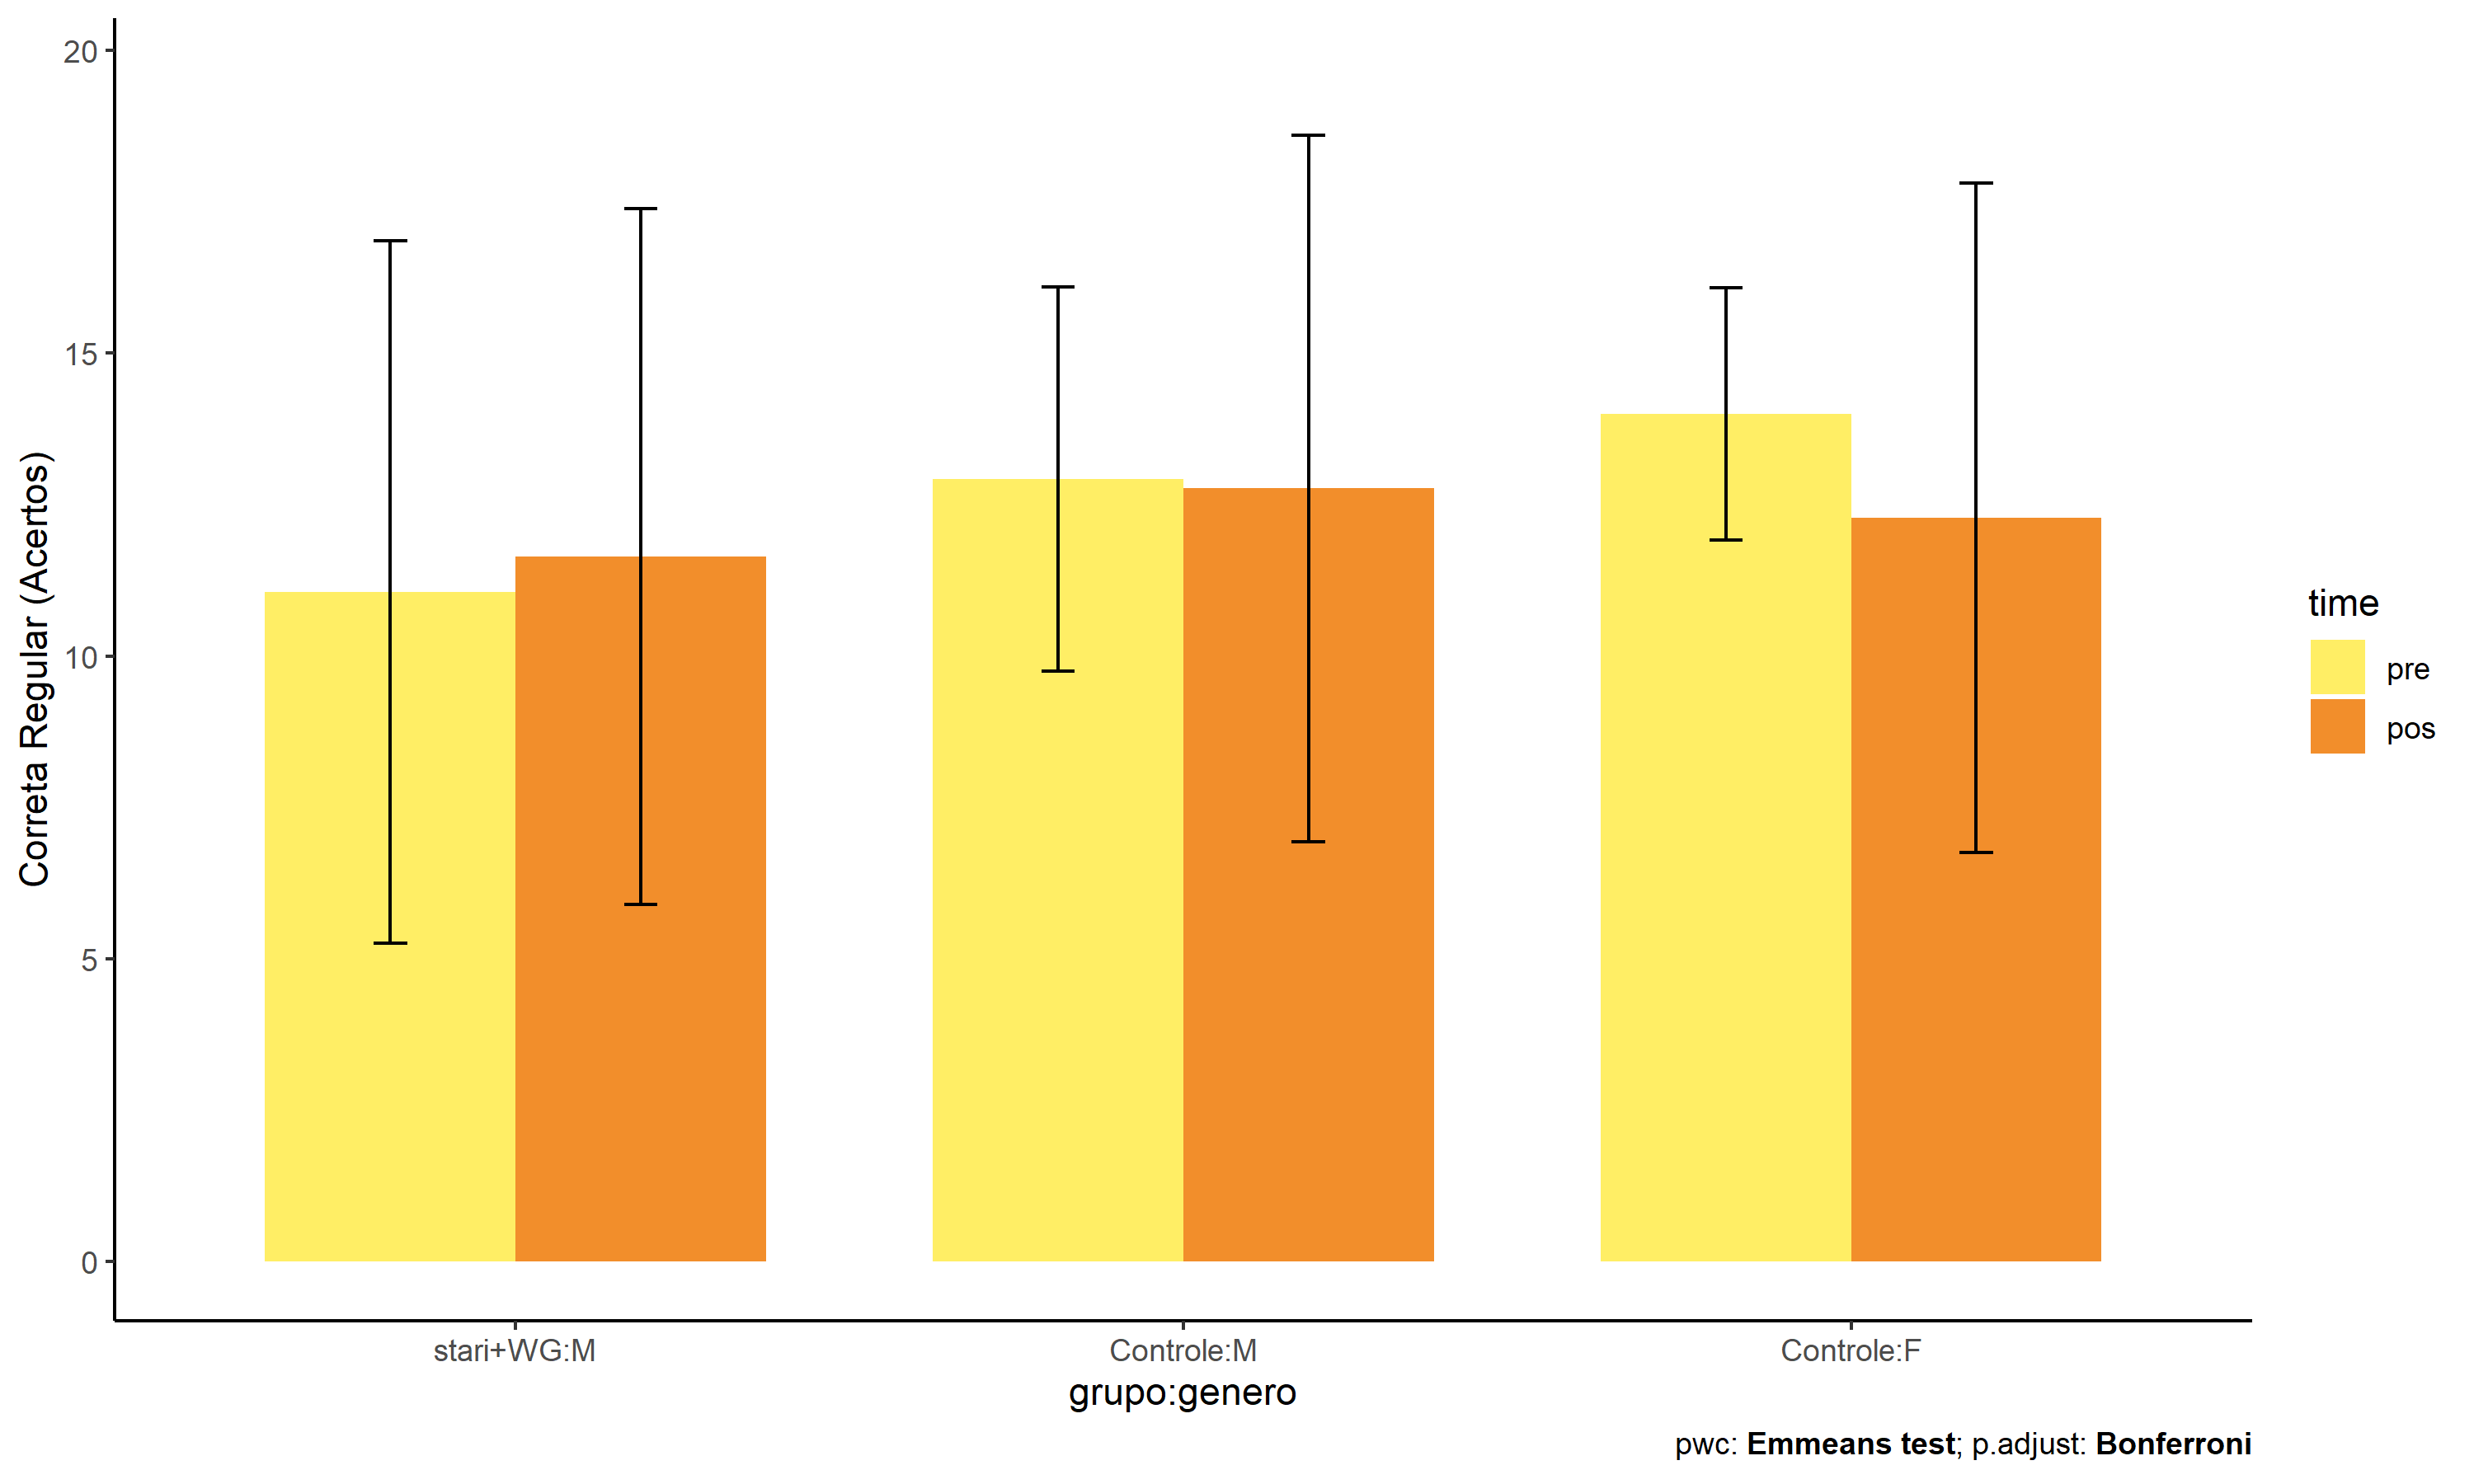 20
15
10
5
0
Correta Regular (Acertos)
stari+WG:M
Controle:M
Controle:F
grupo:genero
time
pre
pos
pwc: Emmeans test; p.adjust: Bonferroni